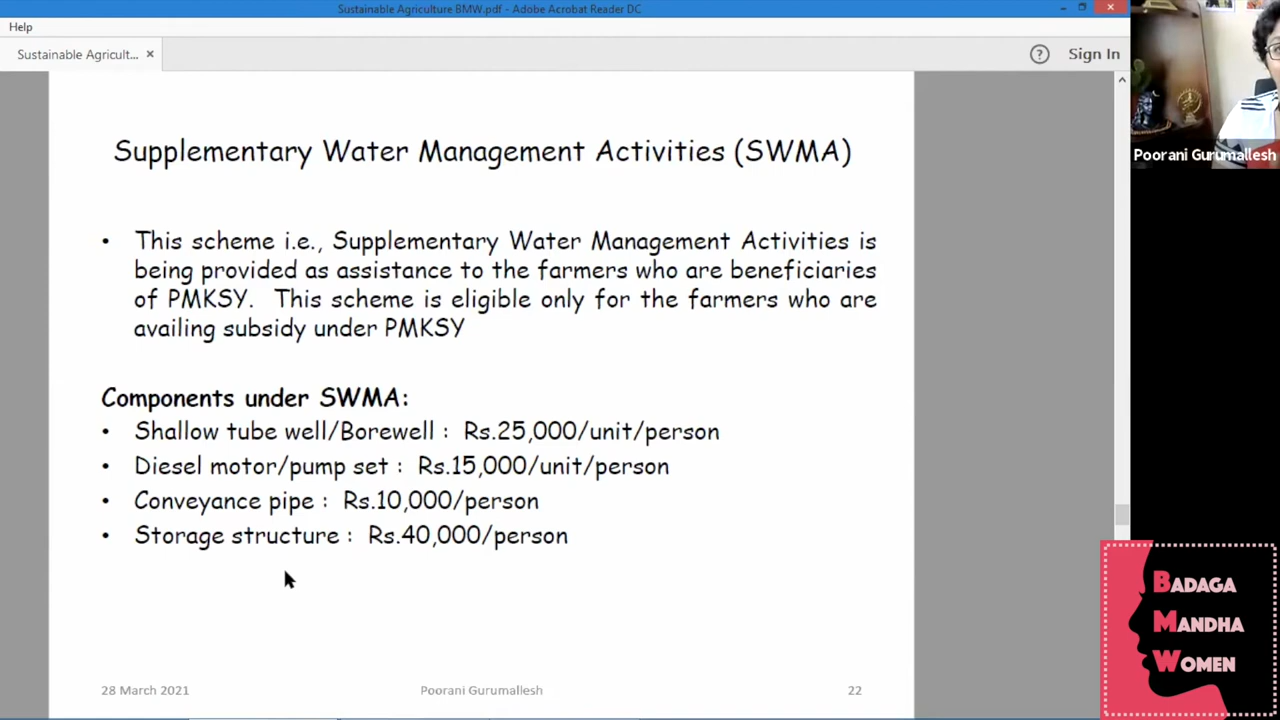 Sustainable Agriculture BMW.pdf - Adobe Acrobat Reader DC
Help
Sustainable Agricult... ×
? Sign In
Poorani Gurumallesh
Supplementary Water Management Activities (SWMA)
• This scheme i.e., Supplementary Water Management Activities is
being provided as assistance to the farmers who are beneficiaries
of PMKSY. This scheme is eligible only for the farmers who are
availing subsidy under PMKSY
Components under SWMA:
• Shallow tube well/Borewell : Rs.25,000/unit/person
• Diesel motor/pump set : Rs.15,000/unit/person
• Conveyance pipe : Rs.10,000/person
• Storage structure : Rs.40,000/person
28 March 2021 Poorani Gurumallesh 22
BADAGA
MANDHA
WOMEN